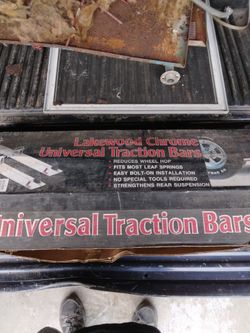 Lakewood Chrome
Universal Traction Bars
REDUCES WHEEL HOP
FITS MOST LEAF SPRINGS
EASY BOLT-ON INSTALLATION
NO SPECIAL TOOLS REQUIRED
STRENGTHENS REAR SUSPENSION
Universal Traction Bars